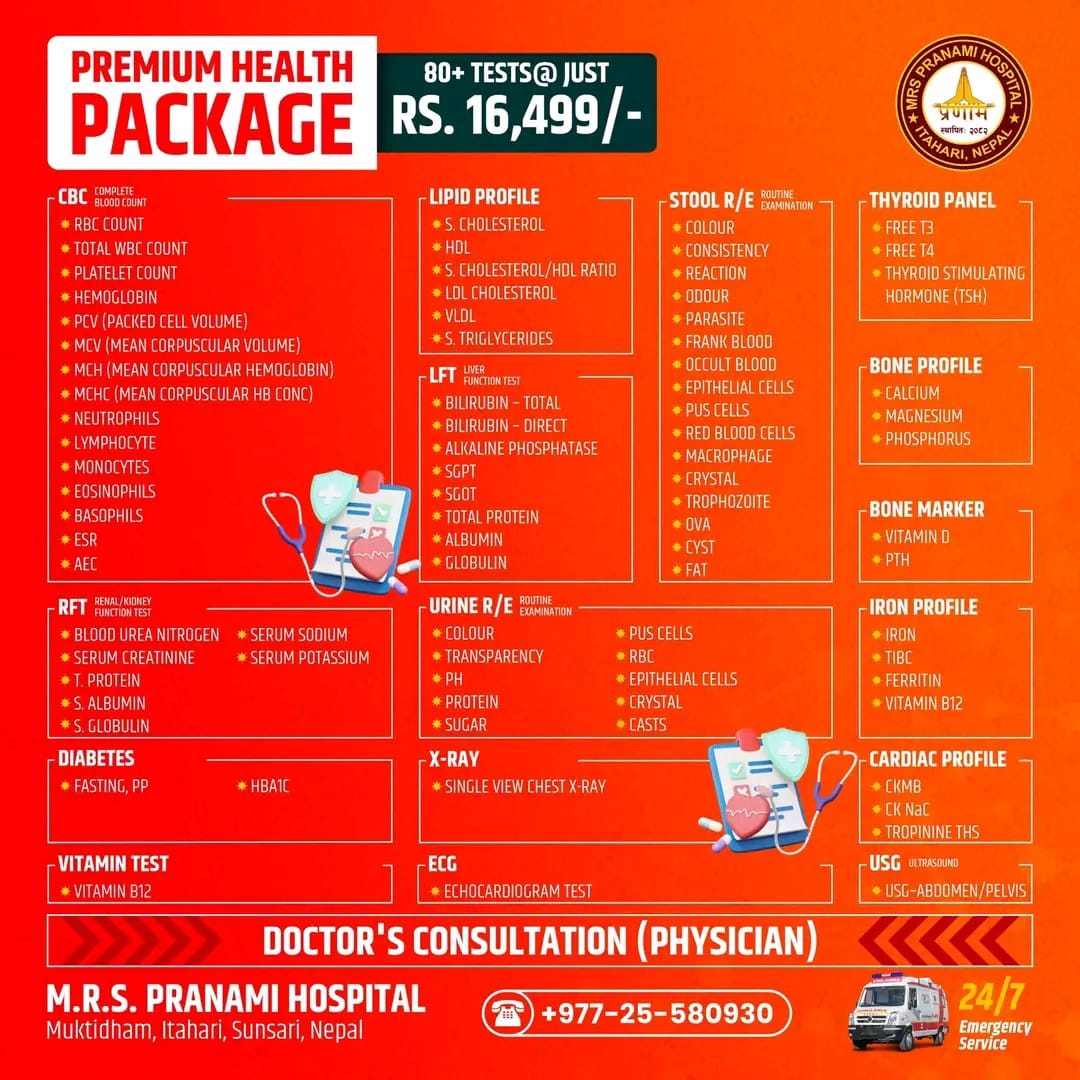 PREMIUM HEALTH
PACKAGE
80+ TESTS@ JUST
RS. 16,499/-
MRS PRANAMI HOSPITAL
प्रणाम
स्थापित: २०८२
ITAHARI, NEPAL
CBC COMPLETE
BLOOD COUNT
RBC COUNT
TOTAL WBC COUNT
PLATELET COUNT
HEMOGLOBIN
PCV (PACKED CELL VOLUME)
MCV (MEAN CORPUSCULAR VOLUME)
MCH (MEAN CORPUSCULAR HEMOGLOBIN)
MCHC (MEAN CORPUSCULAR HB CONC)
NEUTROPHILS
LYMPHOCYTE
MONOCYTES
EOSINOPHILS
BASOPHILS
ESR
AEC
LIPID PROFILE
S. CHOLESTEROL
HDL
S. CHOLESTEROL/HDL RATIO
LDL CHOLESTEROL
VLDL
S. TRIGLYCERIDES
LFT LIVER
FUNCTION TEST
BILIRUBIN – TOTAL
BILIRUBIN – DIRECT
ALKALINE PHOSPHATASE
SGPT
SGOT
TOTAL PROTEIN
ALBUMIN
GLOBULIN
STOOL R/E ROUTINE
EXAMINATION
COLOUR
CONSISTENCY
REACTION
ODOUR
PARASITE
FRANK BLOOD
OCCULT BLOOD
EPITHELIAL CELLS
PUS CELLS
RED BLOOD CELLS
MACROPHAGE
CRYSTAL
TROPHOZOITE
OVA
CYST
FAT
THYROID PANEL
FREE T3
FREE T4
THYROID STIMULATING
HORMONE (TSH)
BONE PROFILE
CALCIUM
MAGNESIUM
PHOSPHORUS
BONE MARKER
VITAMIN D
PTH
RFT RENAL/KIDNEY
FUNCTION TEST
BLOOD UREA NITROGEN
SERUM CREATININE
T. PROTEIN
S. ALBUMIN
S. GLOBULIN
SERUM SODIUM
SERUM POTASSIUM
URINE R/E ROUTINE
EXAMINATION
COLOUR
TRANSPARENCY
PH
PROTEIN
SUGAR
PUS CELLS
RBC
EPITHELIAL CELLS
CRYSTAL
CASTS
IRON PROFILE
IRON
TIBC
FERRITIN
VITAMIN B12
DIABETES
FASTING, PP
HBA1C
X-RAY
SINGLE VIEW CHEST X-RAY
CARDIAC PROFILE
CKMB
CK NaC
TROPININE THS
VITAMIN TEST
VITAMIN B12
ECG
ECHOCARDIOGRAM TEST
USG ULTRASOUND
USG–ABDOMEN/PELVIS
DOCTOR'S CONSULTATION (PHYSICIAN)
M.R.S. PRANAMI HOSPITAL
Muktidham, Itahari, Sunsari, Nepal
+977-25-580930
24/7
Emergency
Service